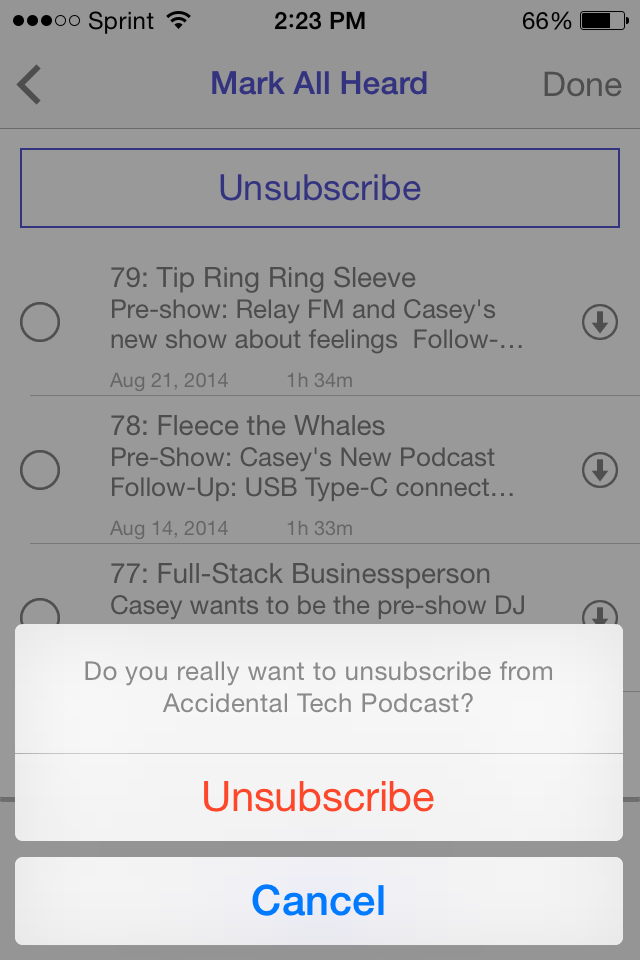 Sprint 2:23 PM 66%
Mark All Heard Done
Unsubscribe
79: Tip Ring Ring Sleeve
Pre-show: Relay FM and Casey's
new show about feelings  Follow-…
Aug 21, 2014 1h 34m
78: Fleece the Whales
Pre-Show: Casey's New Podcast
Follow-Up: USB Type-C connect…
Aug 14, 2014 1h 33m
77: Full-Stack Businessperson
Casey wants to be the pre-show DJ
Do you really want to unsubscribe from
Accidental Tech Podcast?
Unsubscribe
Cancel